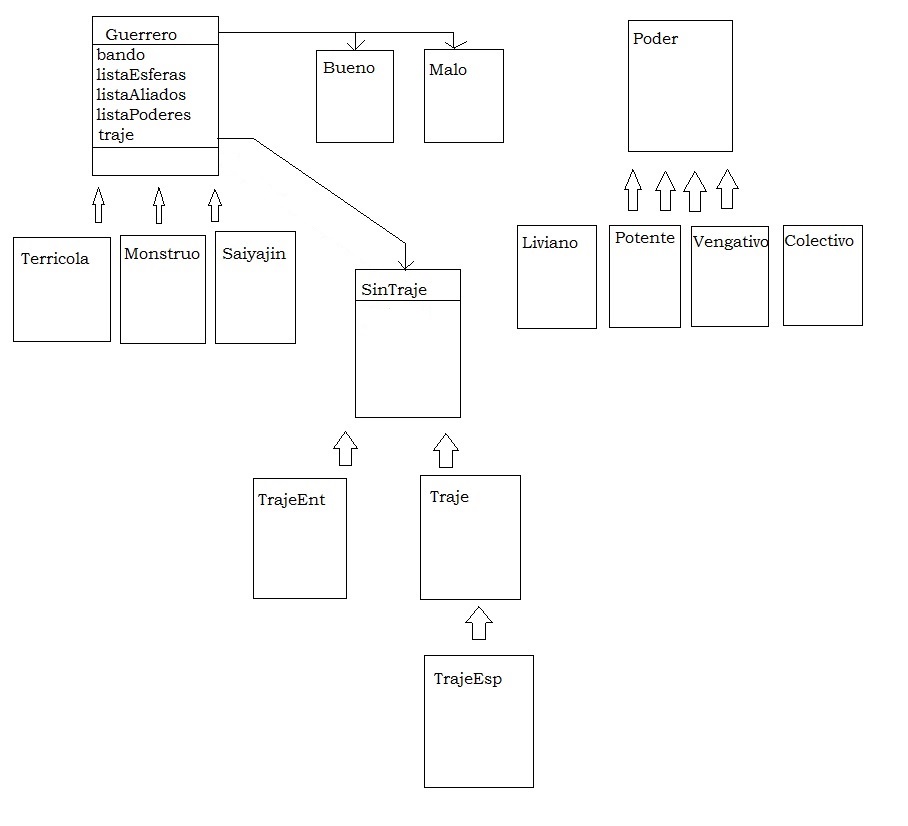 Guerrero
bando
listaEsferas
listaAliados
listaPoderes
traje
Bueno
Malo
Poder
Terricola
Monstruo
Saiyajin
SinTraje
Liviano
Potente
Vengativo
Colectivo
TrajeEnt
Traje
TrajeEsp